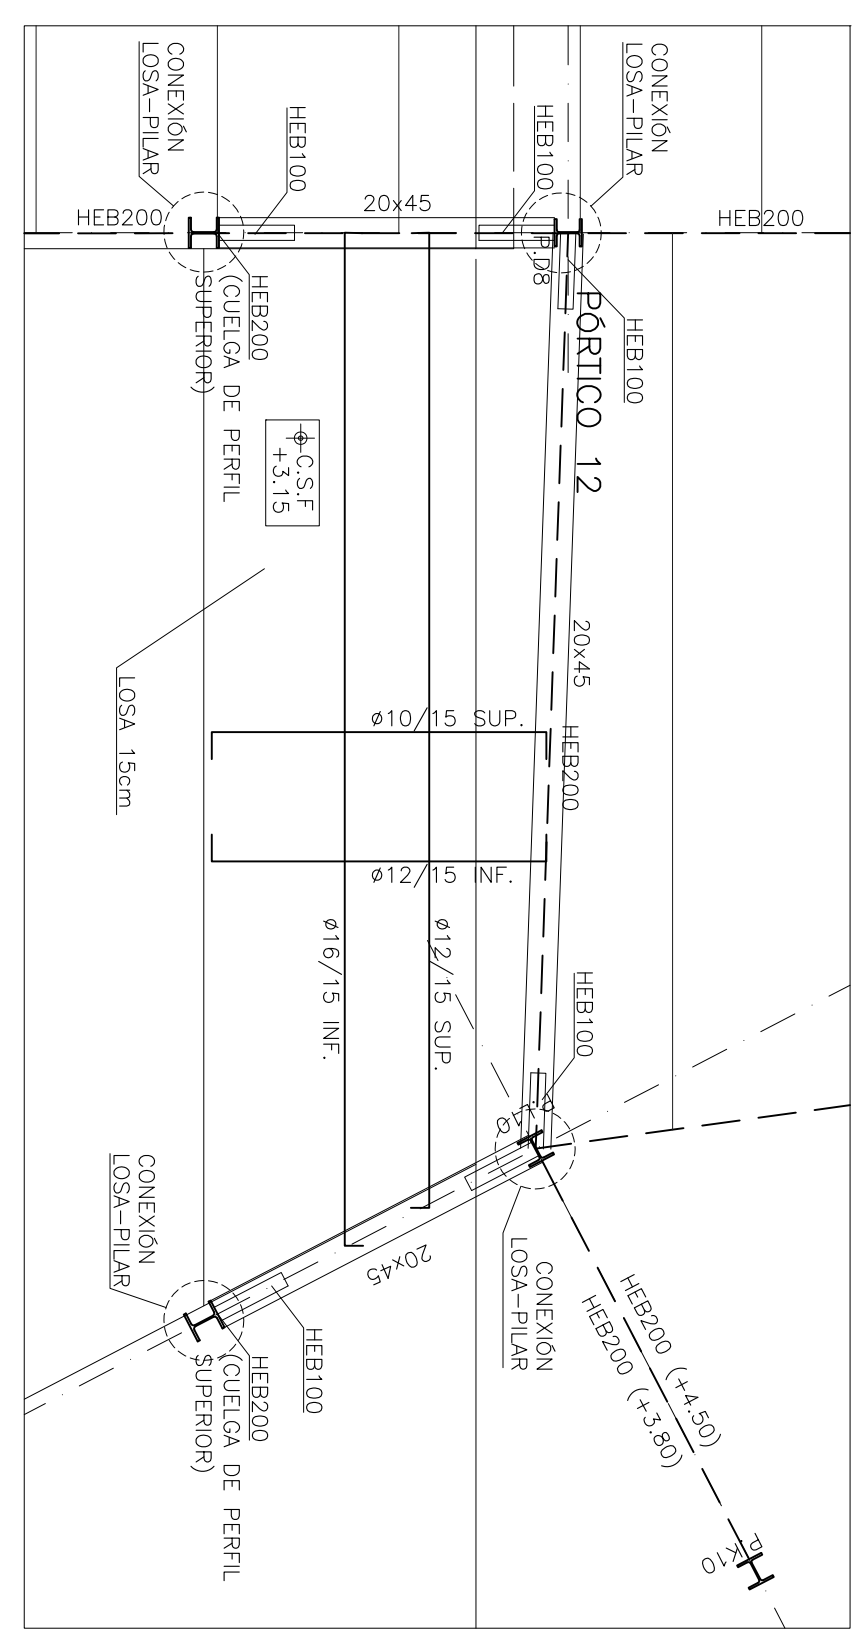 CONEXIÓN
LOSA-PILAR
HEB100
HEB100
CONEXIÓN
LOSA-PILAR
HEB200
20x45
HEB200
HEB200
(CUELGA DE PERFIL
SUPERIOR)
P.D8
HEB100
PÓRTICO 12
C.S.F
+3.15
20x45
LOSA 15cm
ø10/15 SUP.
HEB200
ø12/15 INF.
ø16/15 INF.
ø12/15 SUP.
HEB100
CONEXIÓN
LOSA-PILAR
20x45
CONEXIÓN
LOSA-PILAR
HEB200 (+4.50)
HEB200 (+3.80)
HEB100
HEB200
(CUELGA DE PERFIL
SUPERIOR)
P. K10